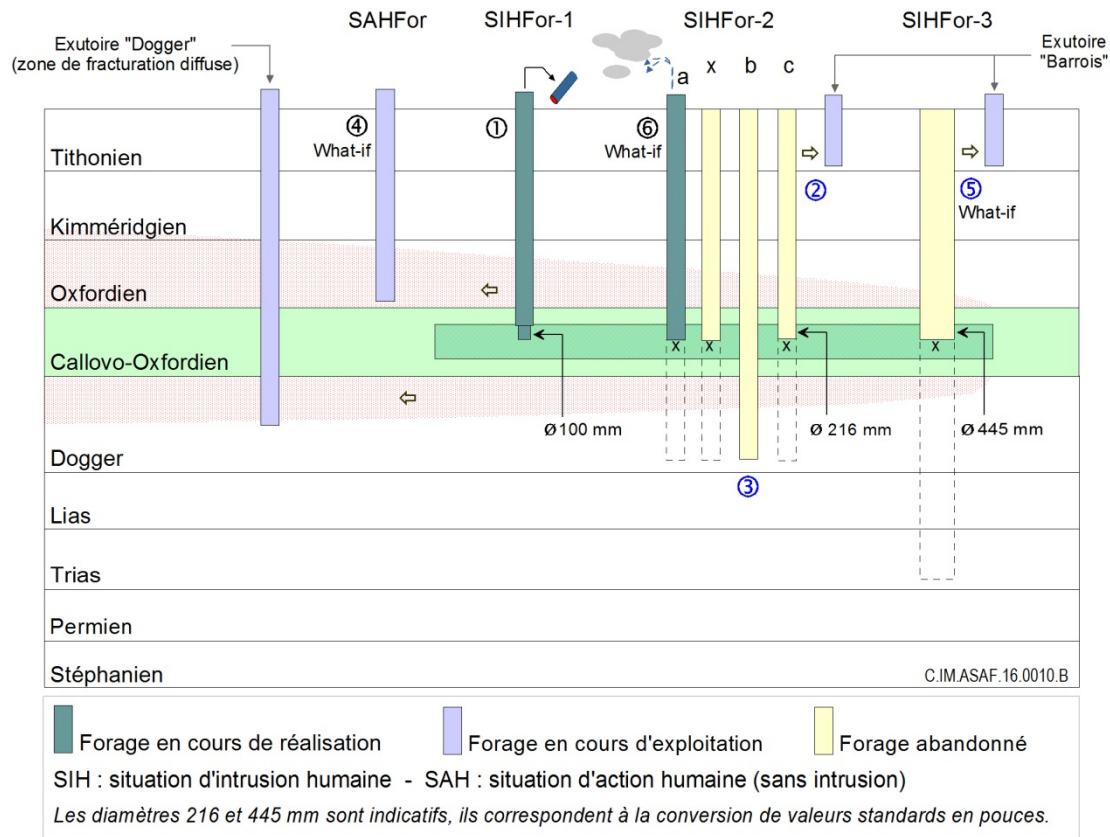 SAHFor
SIHFor-1
SIHFor-2
SIHFor-3
Exutoire "Dogger"
(zone de fracturation diffuse)
Exutoire
"Barrois"
a
x
b
c
④
What-if
①
⑥
What-if
②
⑤
What-if
Tithonien
Kimméridgien
Oxfordien
Callovo-Oxfordien
x
x
x
x
Ø 100 mm
Ø 216 mm
Ø 445 mm
Dogger
③
Lias
Trias
Permien
Stéphanien
C.IM.ASAF.16.0010.B
Forage en cours de réalisation
Forage en cours d'exploitation
Forage abandonné
SIH : situation d'intrusion humaine - SAH : situation d'action humaine (sans intrusion)
Les diamètres 216 et 445 mm sont indicatifs, ils correspondent à la conversion de valeurs standards en pouces.